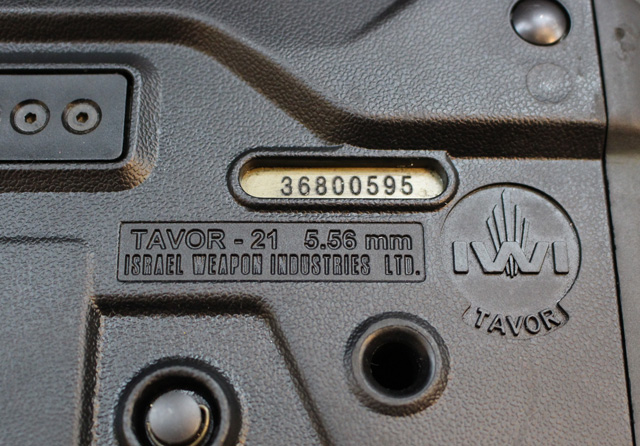 36800595
TAVOR - 21 5.56 mm
ISRAEL WEAPON INDUSTRIES LTD.
IWI
TAVOR